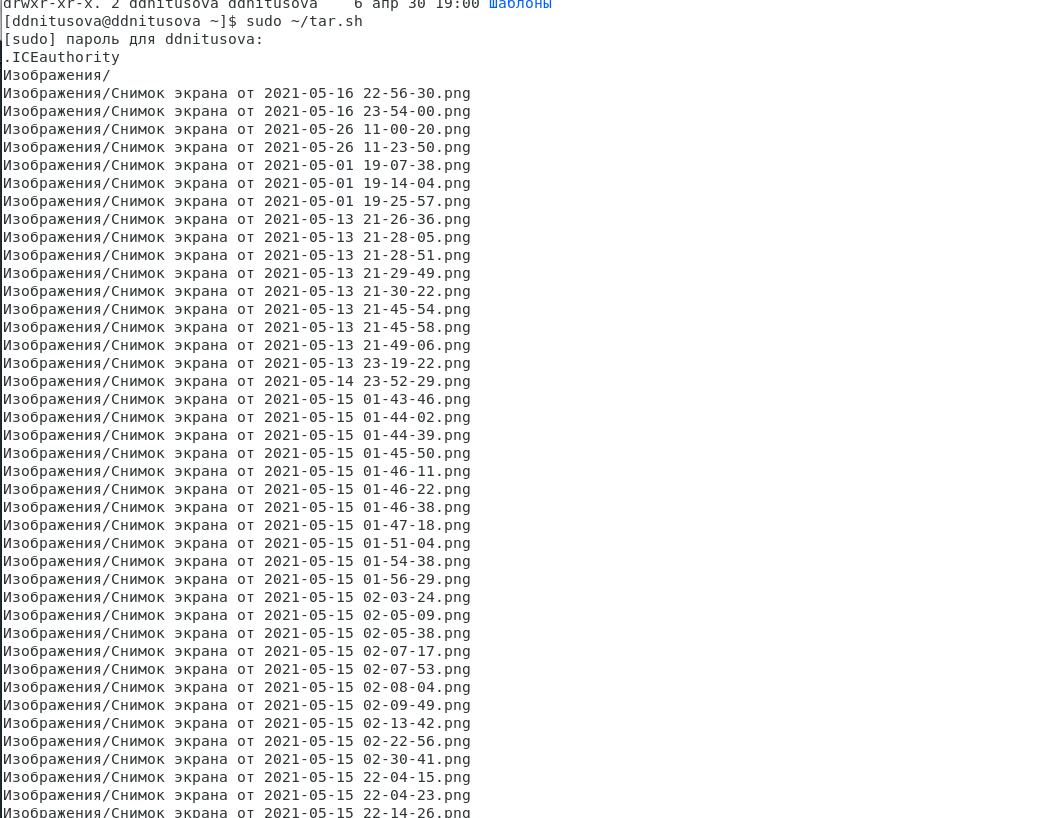 drwxr-xr-x. 2 ddnitusova ddnitusova    6 апр 30 19:00 Шаблоны
[ddnitusova@ddnitusova ~]$ sudo ~/tar.sh
[sudo] пароль для ddnitusova:
.ICEauthority
Изображения/
Изображения/Снимок экрана от 2021-05-16 22-56-30.png
Изображения/Снимок экрана от 2021-05-16 23-54-00.png
Изображения/Снимок экрана от 2021-05-26 11-00-20.png
Изображения/Снимок экрана от 2021-05-26 11-23-50.png
Изображения/Снимок экрана от 2021-05-01 19-07-38.png
Изображения/Снимок экрана от 2021-05-01 19-14-04.png
Изображения/Снимок экрана от 2021-05-01 19-25-57.png
Изображения/Снимок экрана от 2021-05-13 21-26-36.png
Изображения/Снимок экрана от 2021-05-13 21-28-05.png
Изображения/Снимок экрана от 2021-05-13 21-28-51.png
Изображения/Снимок экрана от 2021-05-13 21-29-49.png
Изображения/Снимок экрана от 2021-05-13 21-30-22.png
Изображения/Снимок экрана от 2021-05-13 21-45-54.png
Изображения/Снимок экрана от 2021-05-13 21-45-58.png
Изображения/Снимок экрана от 2021-05-13 21-49-06.png
Изображения/Снимок экрана от 2021-05-13 23-19-22.png
Изображения/Снимок экрана от 2021-05-14 23-52-29.png
Изображения/Снимок экрана от 2021-05-15 01-43-46.png
Изображения/Снимок экрана от 2021-05-15 01-44-02.png
Изображения/Снимок экрана от 2021-05-15 01-44-39.png
Изображения/Снимок экрана от 2021-05-15 01-45-50.png
Изображения/Снимок экрана от 2021-05-15 01-46-11.png
Изображения/Снимок экрана от 2021-05-15 01-46-22.png
Изображения/Снимок экрана от 2021-05-15 01-46-38.png
Изображения/Снимок экрана от 2021-05-15 01-47-18.png
Изображения/Снимок экрана от 2021-05-15 01-51-04.png
Изображения/Снимок экрана от 2021-05-15 01-54-38.png
Изображения/Снимок экрана от 2021-05-15 01-56-29.png
Изображения/Снимок экрана от 2021-05-15 02-03-24.png
Изображения/Снимок экрана от 2021-05-15 02-05-09.png
Изображения/Снимок экрана от 2021-05-15 02-05-38.png
Изображения/Снимок экрана от 2021-05-15 02-07-17.png
Изображения/Снимок экрана от 2021-05-15 02-07-53.png
Изображения/Снимок экрана от 2021-05-15 02-08-04.png
Изображения/Снимок экрана от 2021-05-15 02-09-49.png
Изображения/Снимок экрана от 2021-05-15 02-13-42.png
Изображения/Снимок экрана от 2021-05-15 02-22-56.png
Изображения/Снимок экрана от 2021-05-15 02-30-41.png
Изображения/Снимок экрана от 2021-05-15 22-04-15.png
Изображения/Снимок экрана от 2021-05-15 22-04-23.png
Изображения/Снимок экрана от 2021-05-15 22-14-26.png